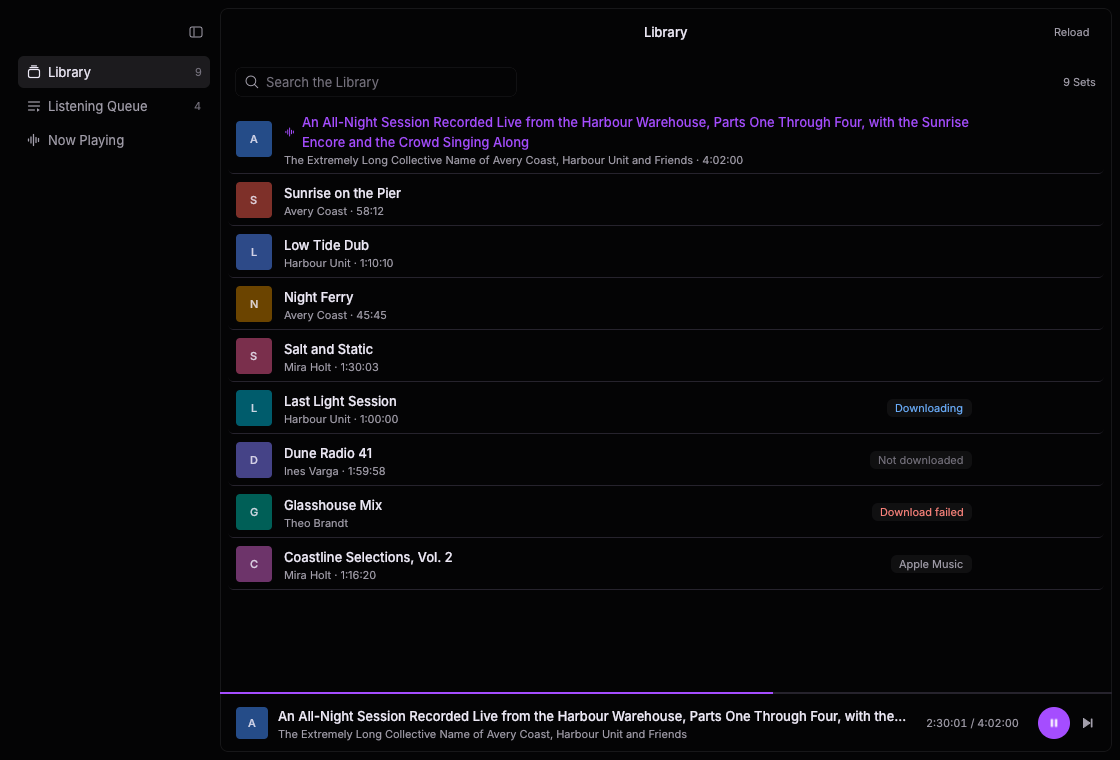 Library
Reload
Library 9
Listening Queue 4
Now Playing
Search the Library
9 Sets
A
An All-Night Session Recorded Live from the Harbour Warehouse, Parts One Through Four, with the Sunrise
Encore and the Crowd Singing Along
The Extremely Long Collective Name of Avery Coast, Harbour Unit and Friends · 4:02:00
S
Sunrise on the Pier
Avery Coast · 58:12
L
Low Tide Dub
Harbour Unit · 1:10:10
N
Night Ferry
Avery Coast · 45:45
S
Salt and Static
Mira Holt · 1:30:03
L
Last Light Session
Harbour Unit · 1:00:00
Downloading
D
Dune Radio 41
Ines Varga · 1:59:58
Not downloaded
G
Glasshouse Mix
Theo Brandt
Download failed
C
Coastline Selections, Vol. 2
Mira Holt · 1:16:20
Apple Music
A
An All-Night Session Recorded Live from the Harbour Warehouse, Parts One Through Four, with the...
The Extremely Long Collective Name of Avery Coast, Harbour Unit and Friends
2:30:01 / 4:02:00